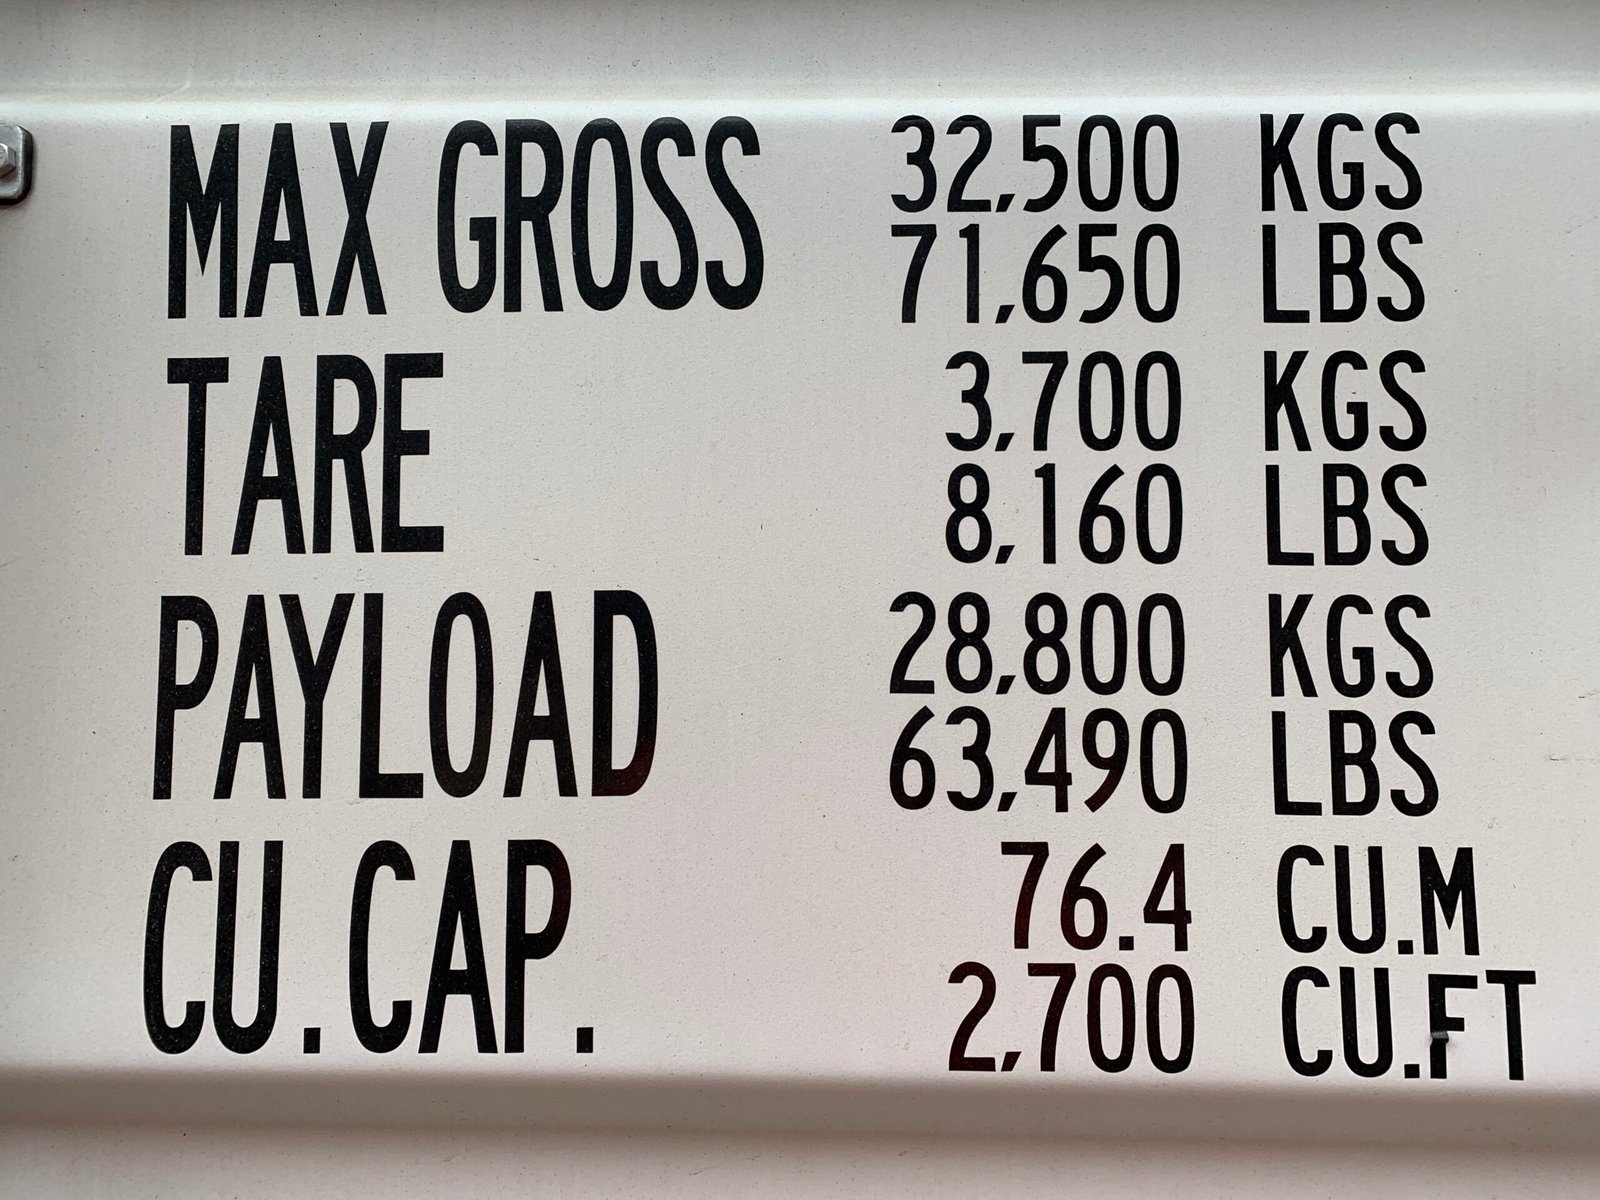 MAX GROSS 32,500 KGS
71,650 LBS
TARE 3,700 KGS
8,160 LBS
PAYLOAD 28,800 KGS
63,490 LBS
CU.CAP. 76.4 CU.M
2,700 CU.FT